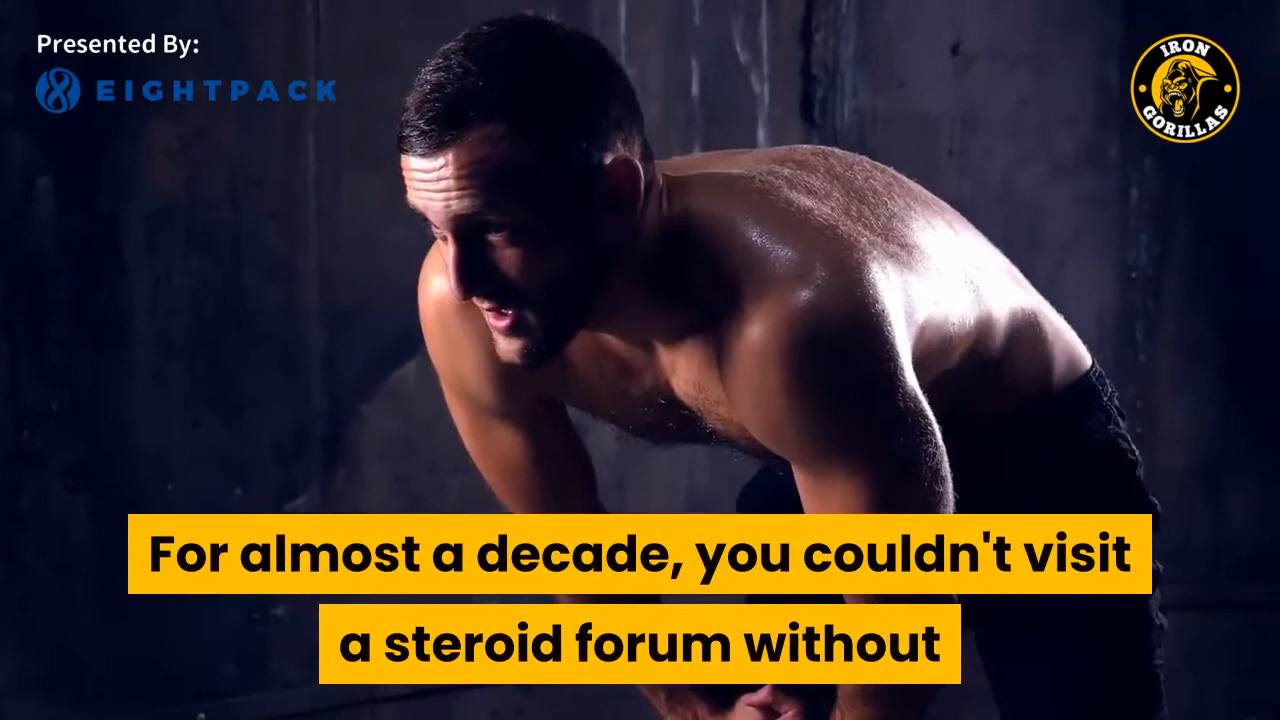 Presented By:
EIGHTPACK
IRON
GORILLAS
For almost a decade, you couldn't visit
a steroid forum without